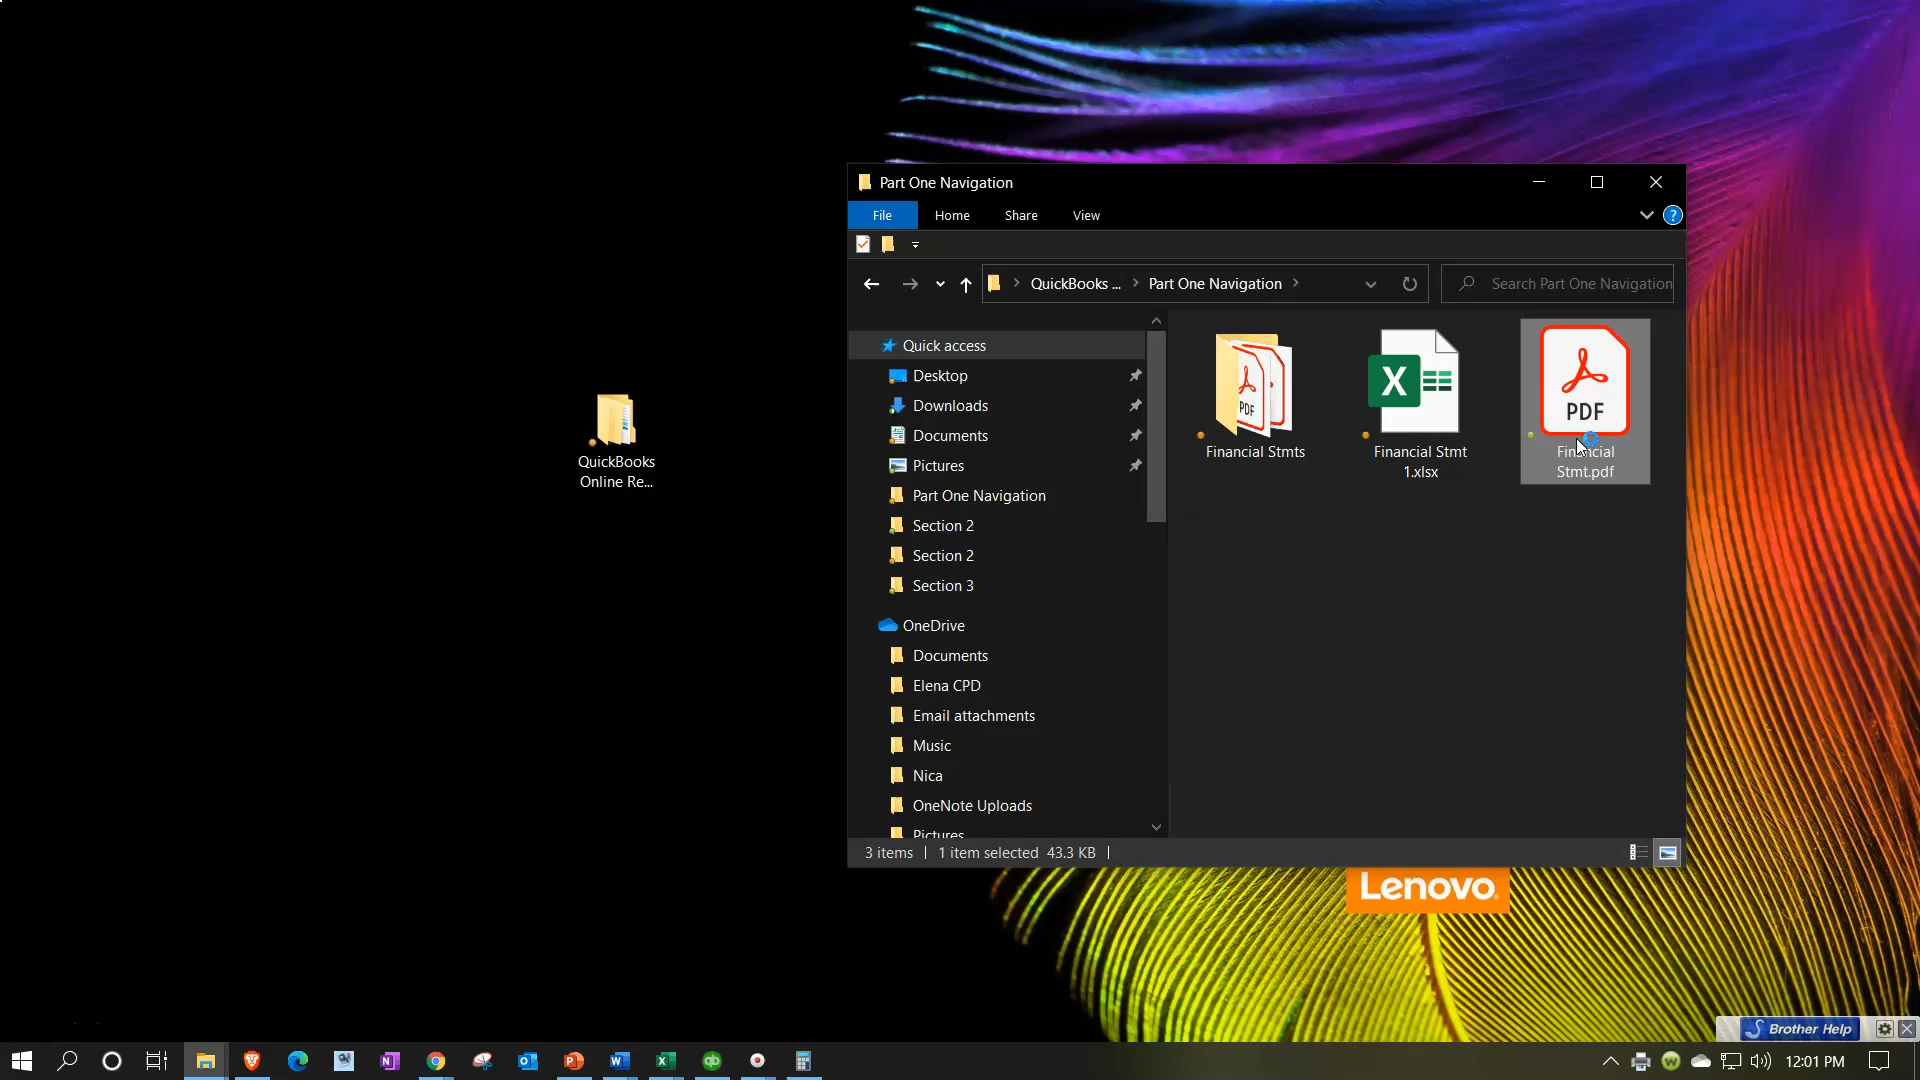 Part One Navigation
File Home Share View
QuickBooks ... Part One Navigation
Search Part One Navigation
Quick access
Desktop
Downloads
Documents
Pictures
Part One Navigation
Section 2
Section 2
Section 3
OneDrive
Documents
Elena CPD
Email attachments
Music
Nica
OneNote Uploads
Pictures
PDF
Financial Stmts
X
Financial Stmt
1.xlsx
PDF
Financial
Stmt.pdf
3 items 1 item selected 43.3 KB
QuickBooks
Online Re...
Lenovo
Brother Help
12:01 PM